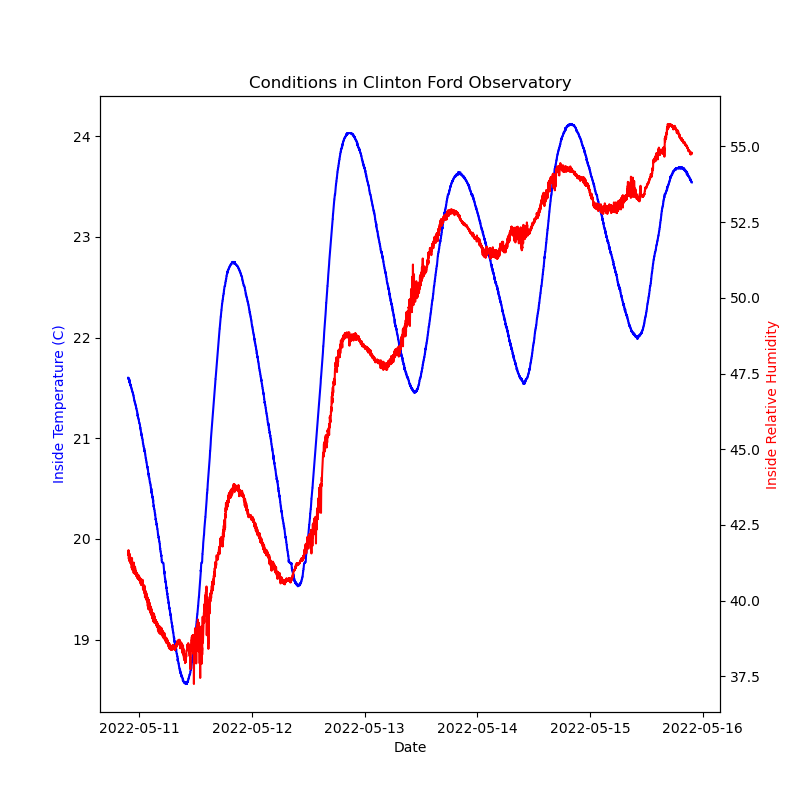 Conditions in Clinton Ford Observatory
Inside Temperature (C)
24
23
22
21
20
19
55.0
52.5
50.0
47.5
45.0
42.5
40.0
37.5
Inside Relative Humidity
2022-05-11 2022-05-12 2022-05-13 2022-05-14 2022-05-15 2022-05-16
Date